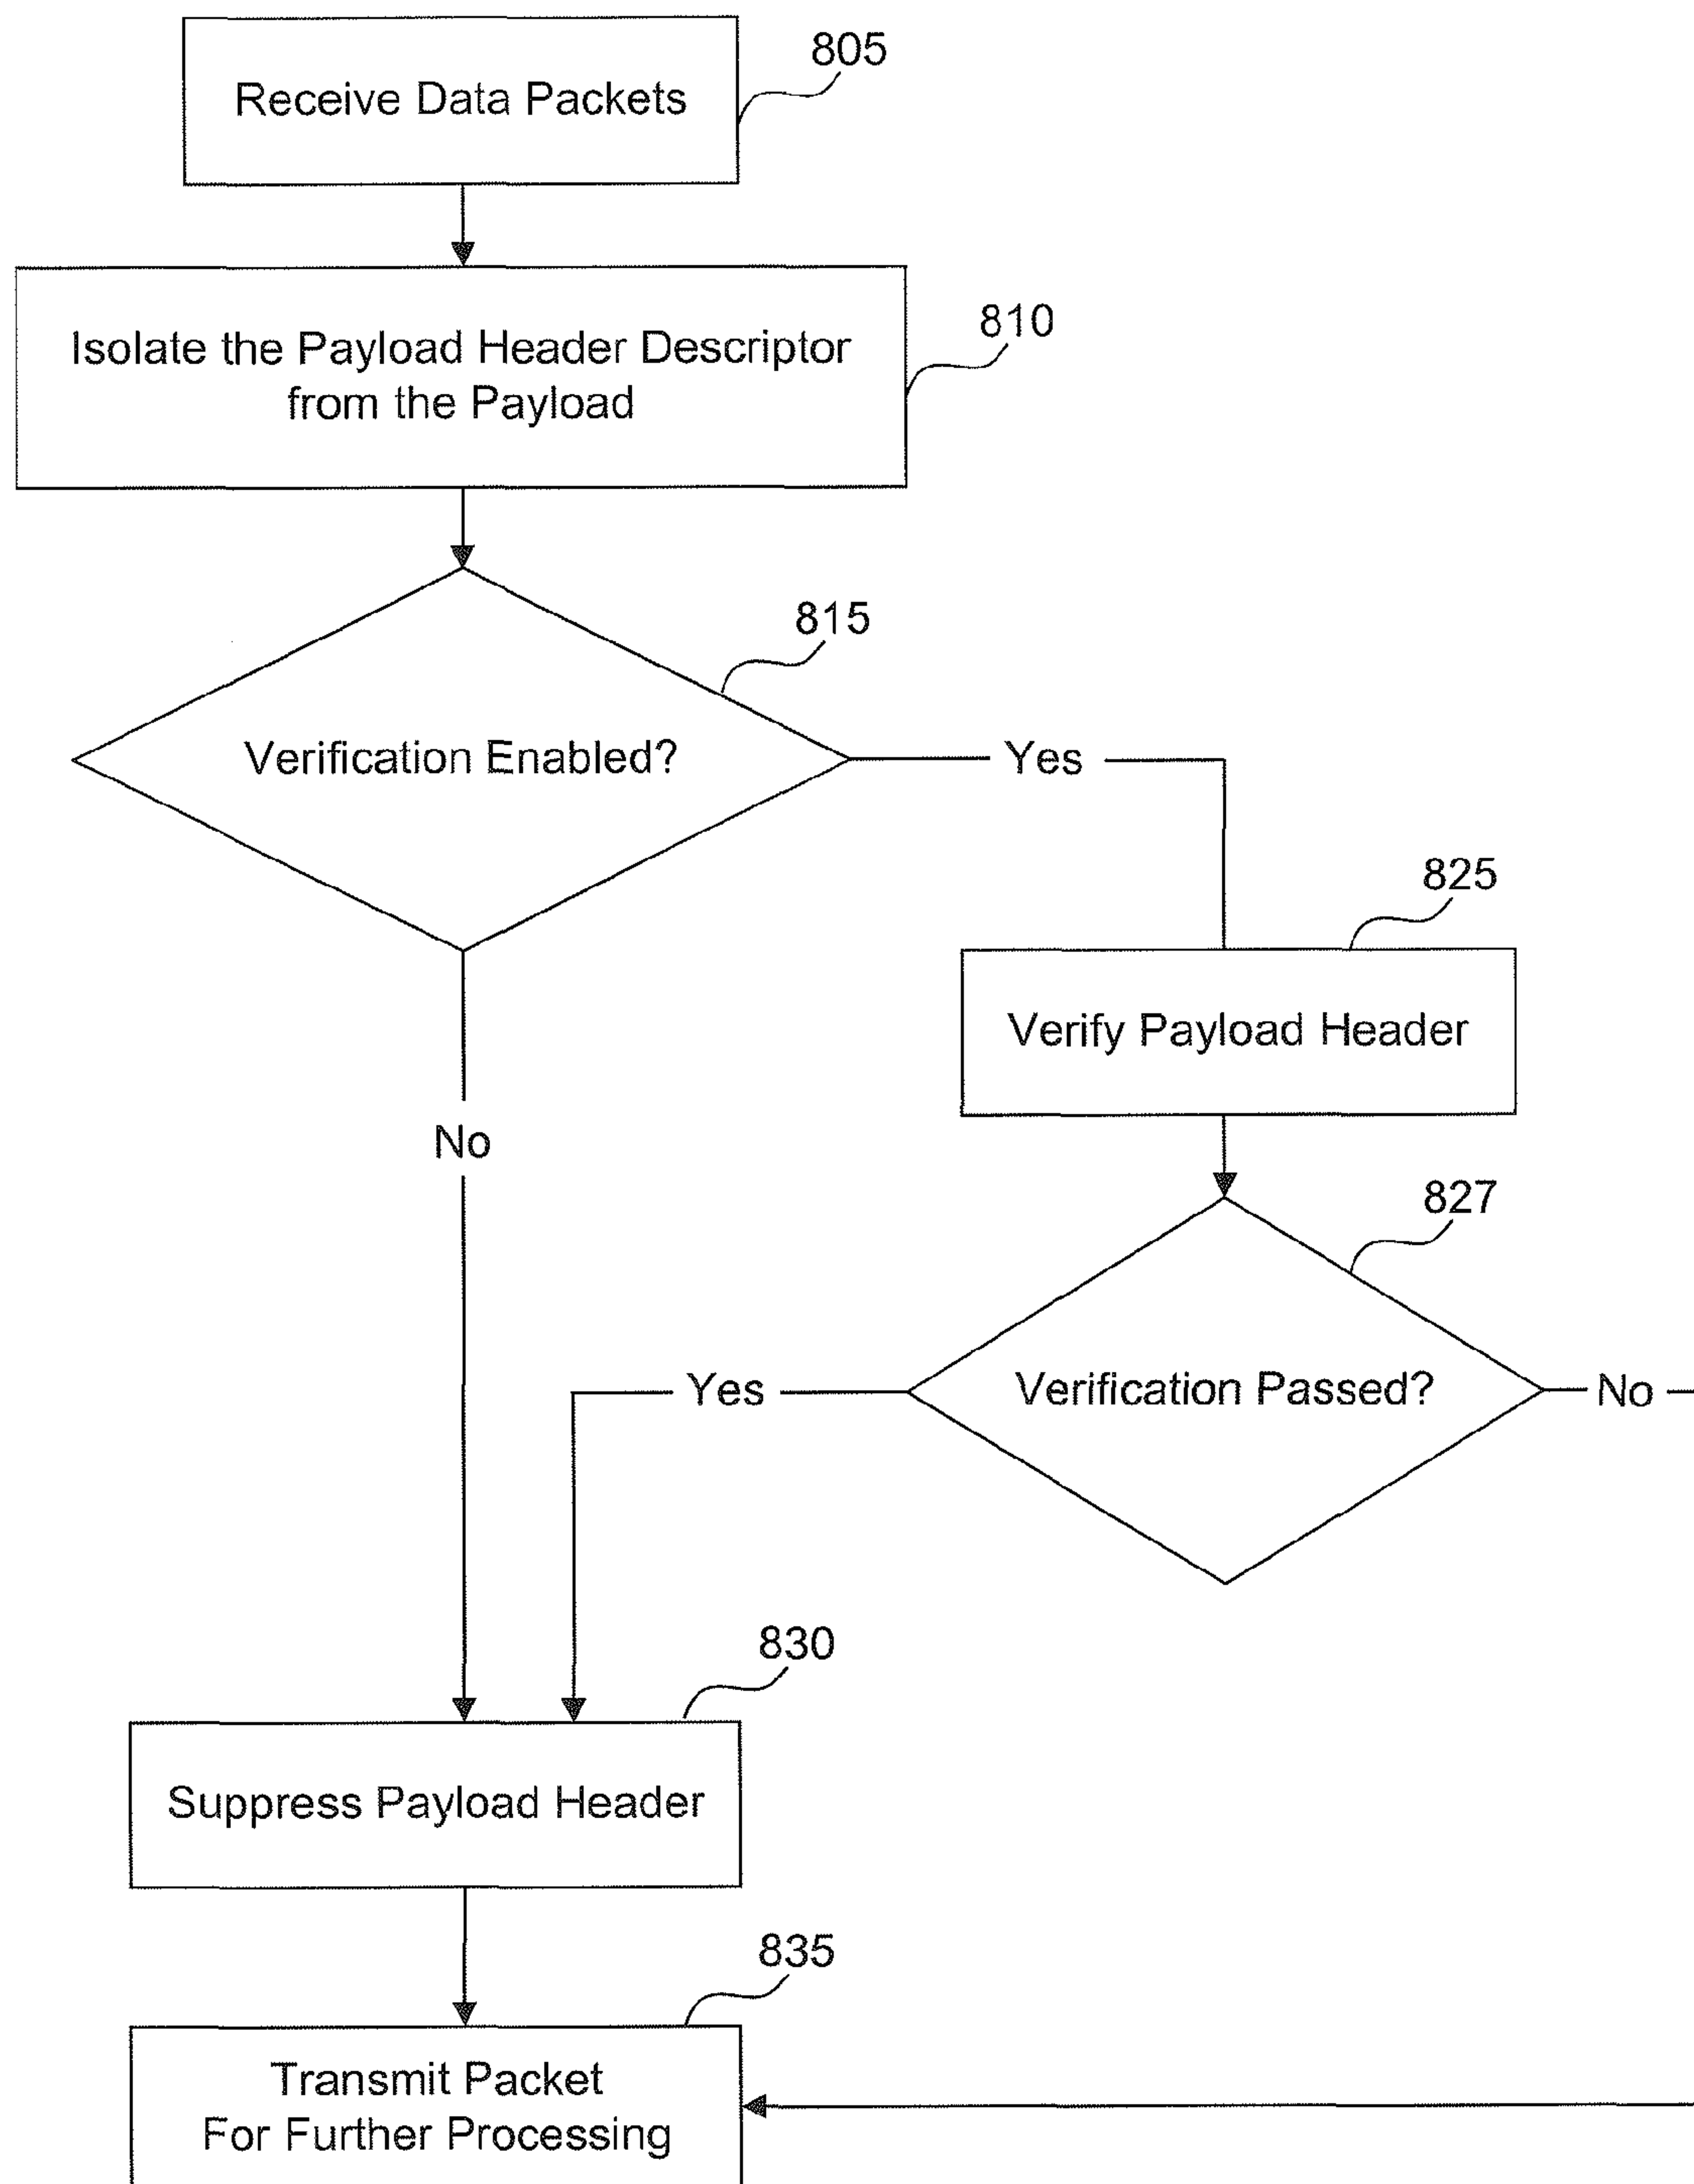 805
Receive Data Packets
810
Isolate the Payload Header Descriptor
from the Payload
815
Verification Enabled?
Yes
825
Verify Payload Header
No
827
Verification Passed?
Yes
No
830
Suppress Payload Header
835
Transmit Packet
For Further Processing